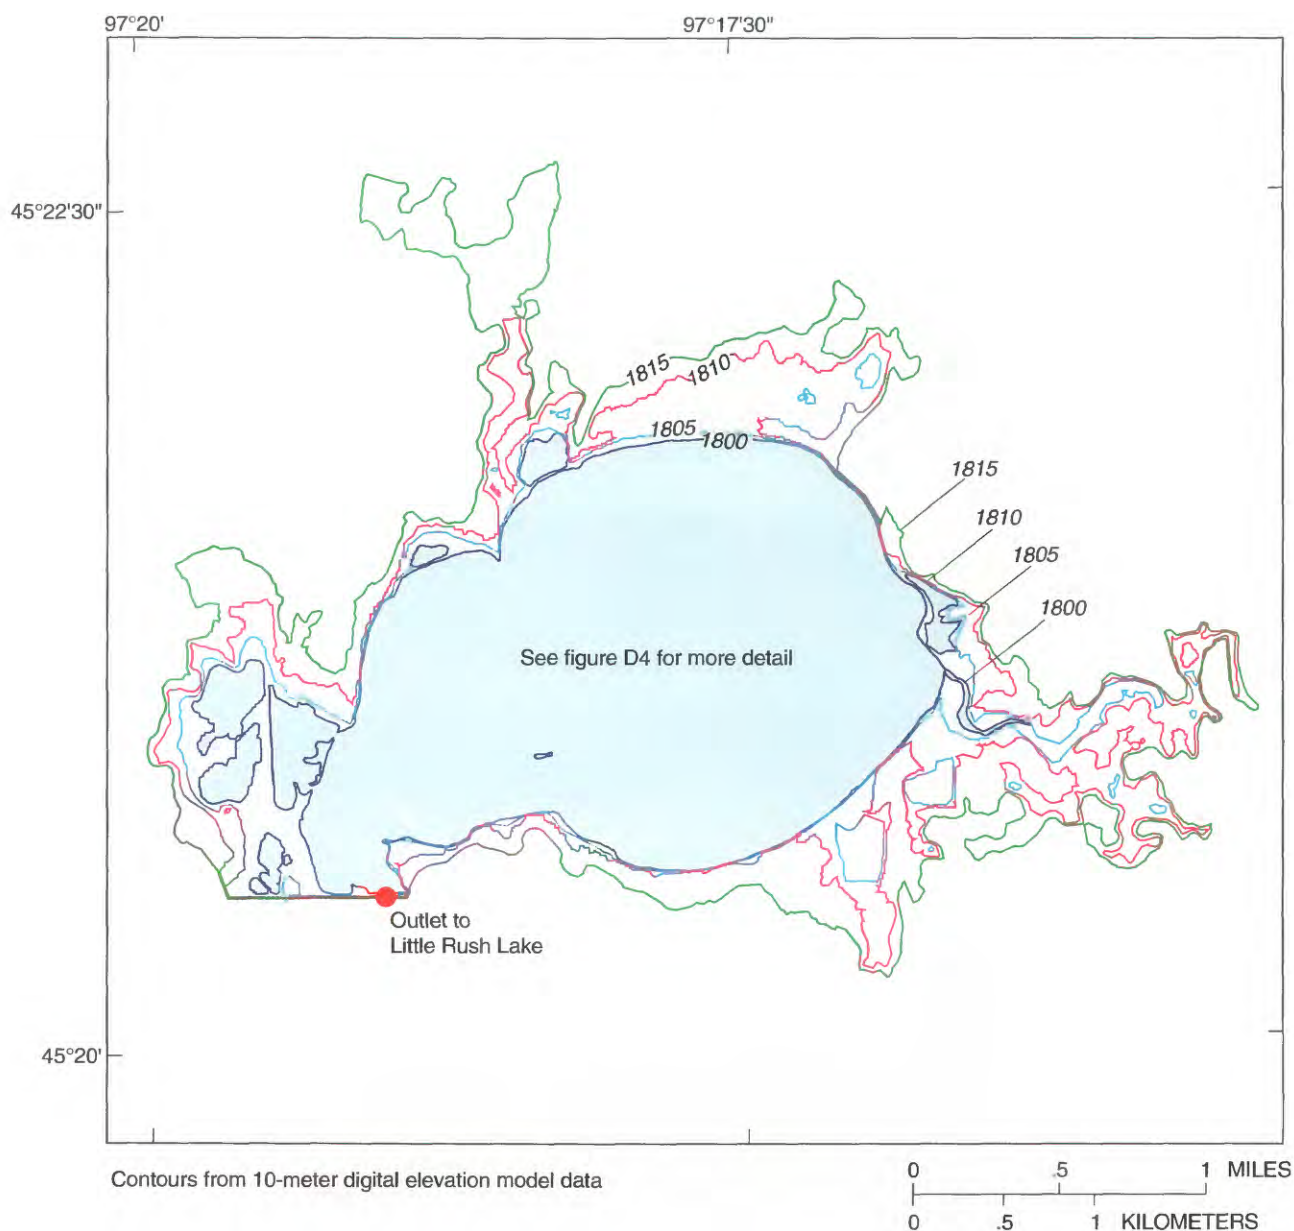 97°20'
97°17'30"
45°22'30"
1815
1810
1805
1800
1815
1810
1805
1800
See figure D4 for more detail
Outlet to
Little Rush Lake
45°20'
Contours from 10-meter digital elevation model data
0 .5 1 MILES
0 .5 1 KILOMETERS